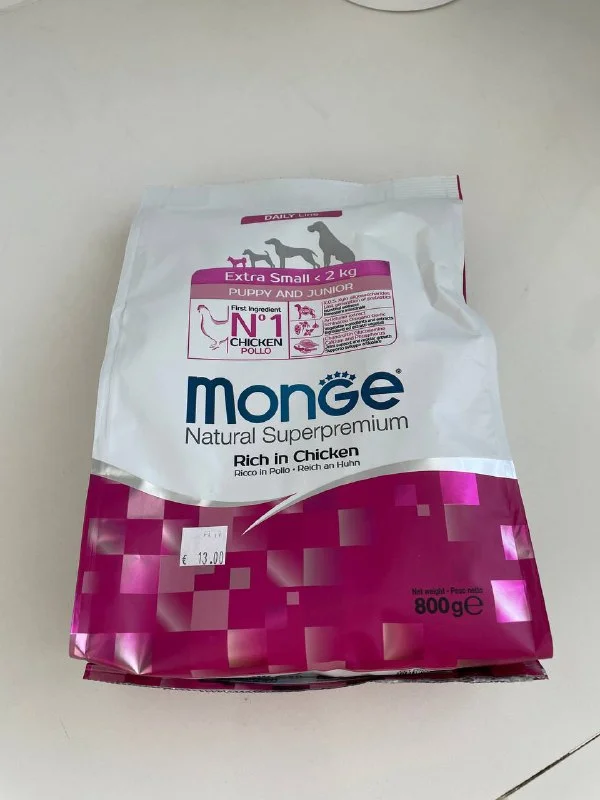 DAILY Line
Extra Small < 2 kg
PUPPY AND JUNIOR
First Ingredient
N°1
CHICKEN
POLLO
monge®
Natural Superpremium
Rich in Chicken
Ricco in Pollo • Reich an Huhn
€ 13.00
Net weight - Peso netto
800g℮